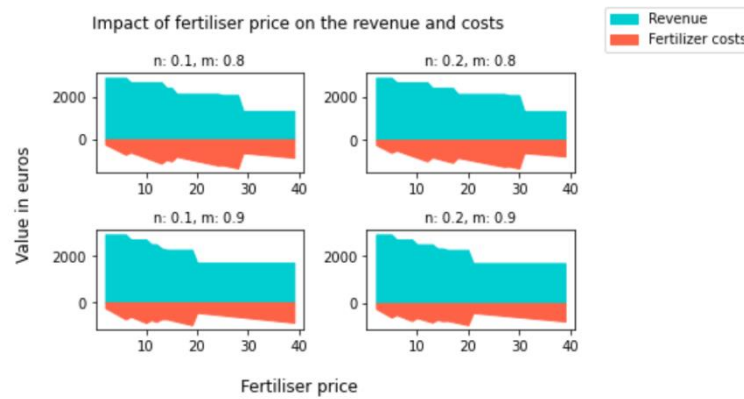 Impact of fertiliser price on the revenue and costs
Revenue
Fertilizer costs
n: 0.1, m: 0.8
n: 0.2, m: 0.8
2000
0
10 20 30 40
2000
0
10 20 30 40
n: 0.1, m: 0.9
n: 0.2, m: 0.9
2000
0
10 20 30 40
2000
0
10 20 30 40
Value in euros
Fertiliser price